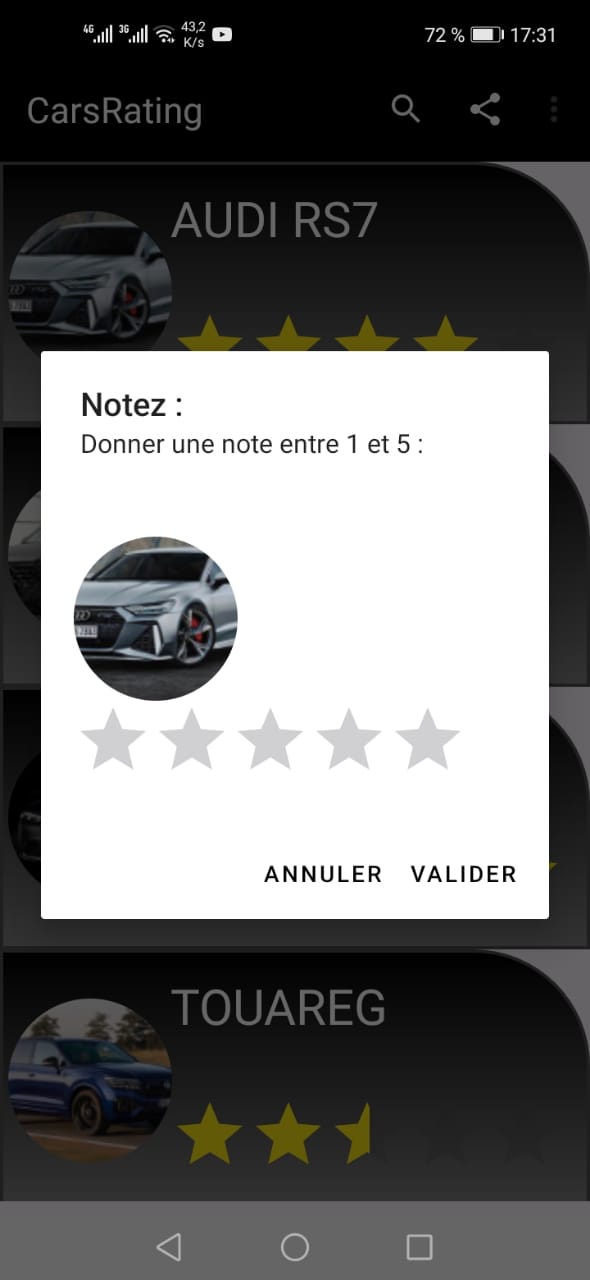 4G 3G 43,2 K/s 72 % 17:31
CarsRating
AUDI RS7
Notez :
Donner une note entre 1 et 5 :
ANNULER VALIDER
TOUAREG